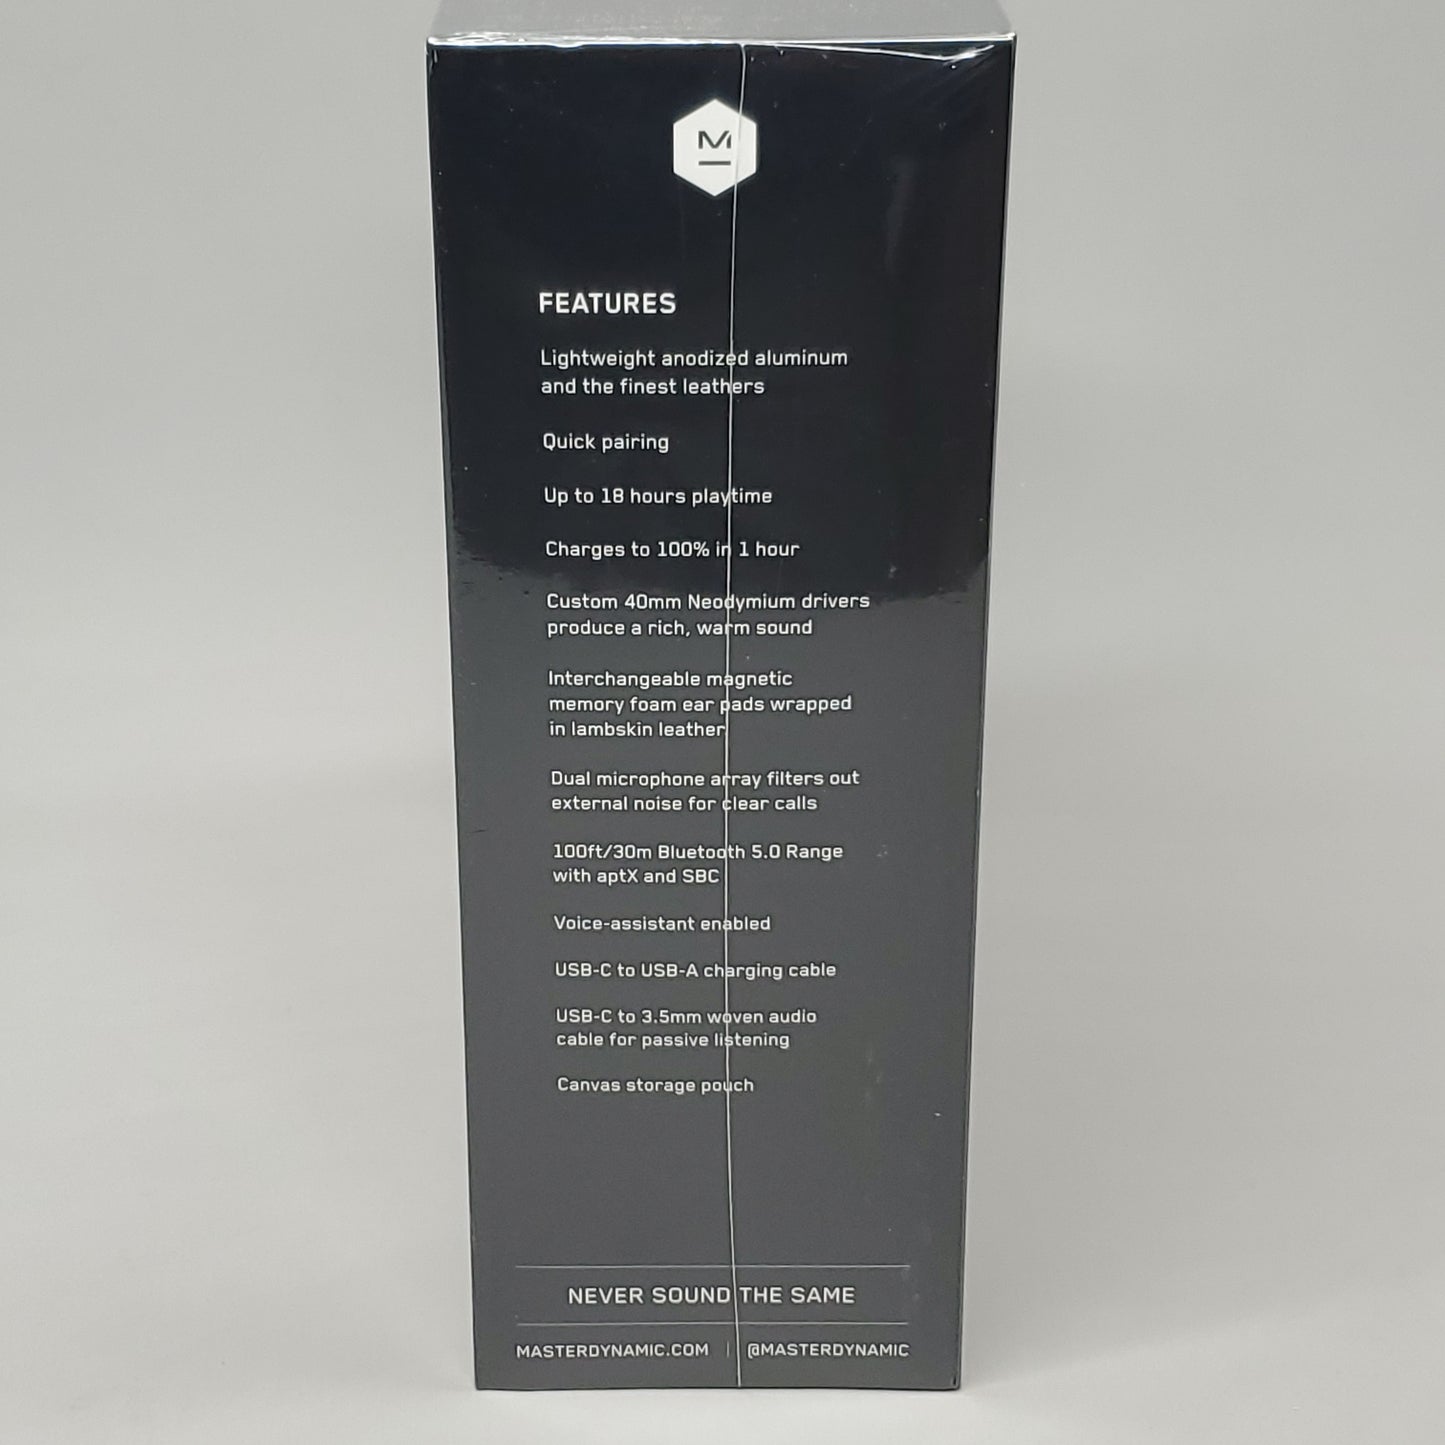 M
FEATURES
Lightweight anodized aluminum
and the finest leathers
Quick pairing
Up to 18 hours playtime
Charges to 100% in 1 hour
Custom 40mm Neodymium drivers
produce a rich, warm sound
Interchangeable magnetic
memory foam ear pads wrapped
in lambskin leather
Dual microphone array filters out
external noise for clear calls
100ft/30m Bluetooth 5.0 Range
with aptX and SBC
Voice-assistant enabled
USB-C to USB-A charging cable
USB-C to 3.5mm woven audio
cable for passive listening
Canvas storage pouch
NEVER SOUND THE SAME
MASTERDYNAMIC.COM | @MASTERDYNAMIC